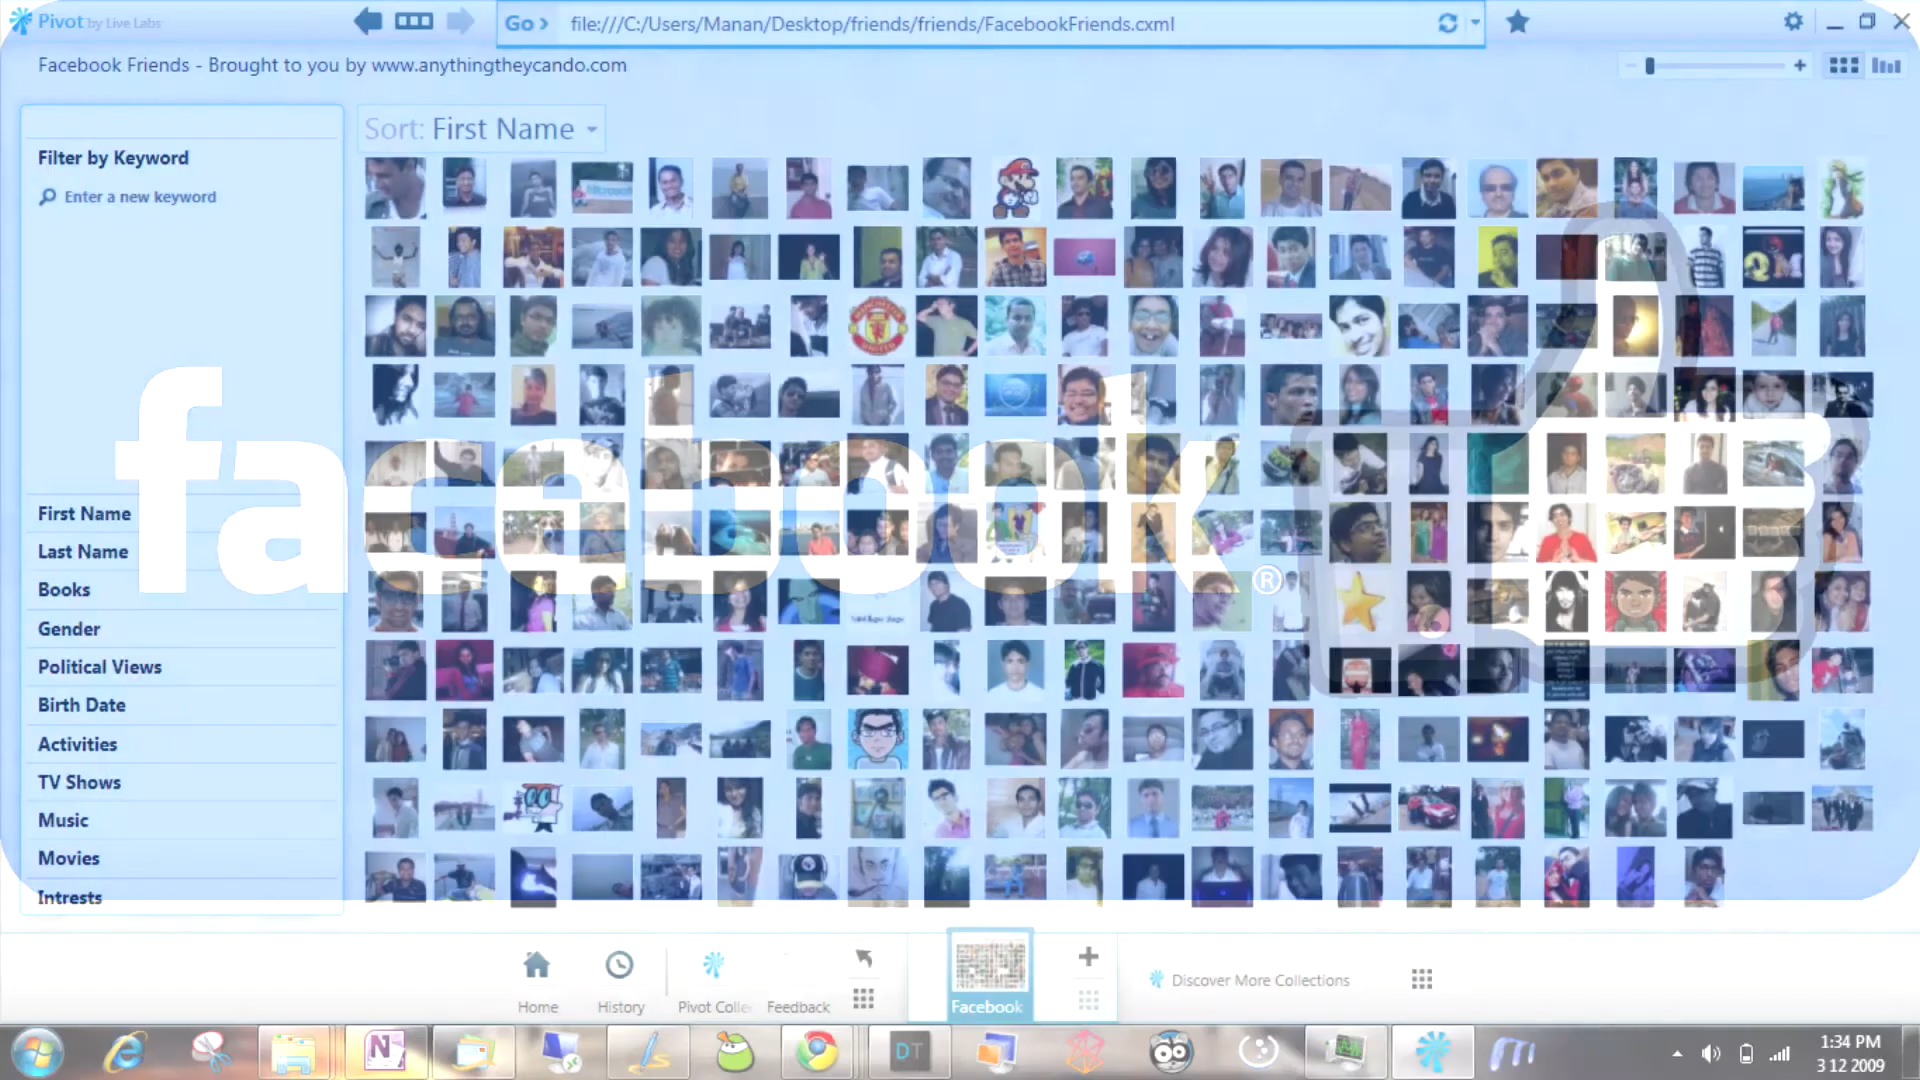 Pivot by Live Labs
Go › file:///C:/Users/Manan/Desktop/friends/friends/FacebookFriends.cxml
Facebook Friends - Brought to you by www.anythingtheycando.com
Sort: First Name
Filter by Keyword
Enter a new keyword
facebook®
First Name
Last Name
Books
Gender
Political Views
Birth Date
Activities
TV Shows
Music
Movies
Intrests
Home
History
Pivot Colle
Feedback
Facebook
Discover More Collections
N
DT
1:34 PM
3 12 2009